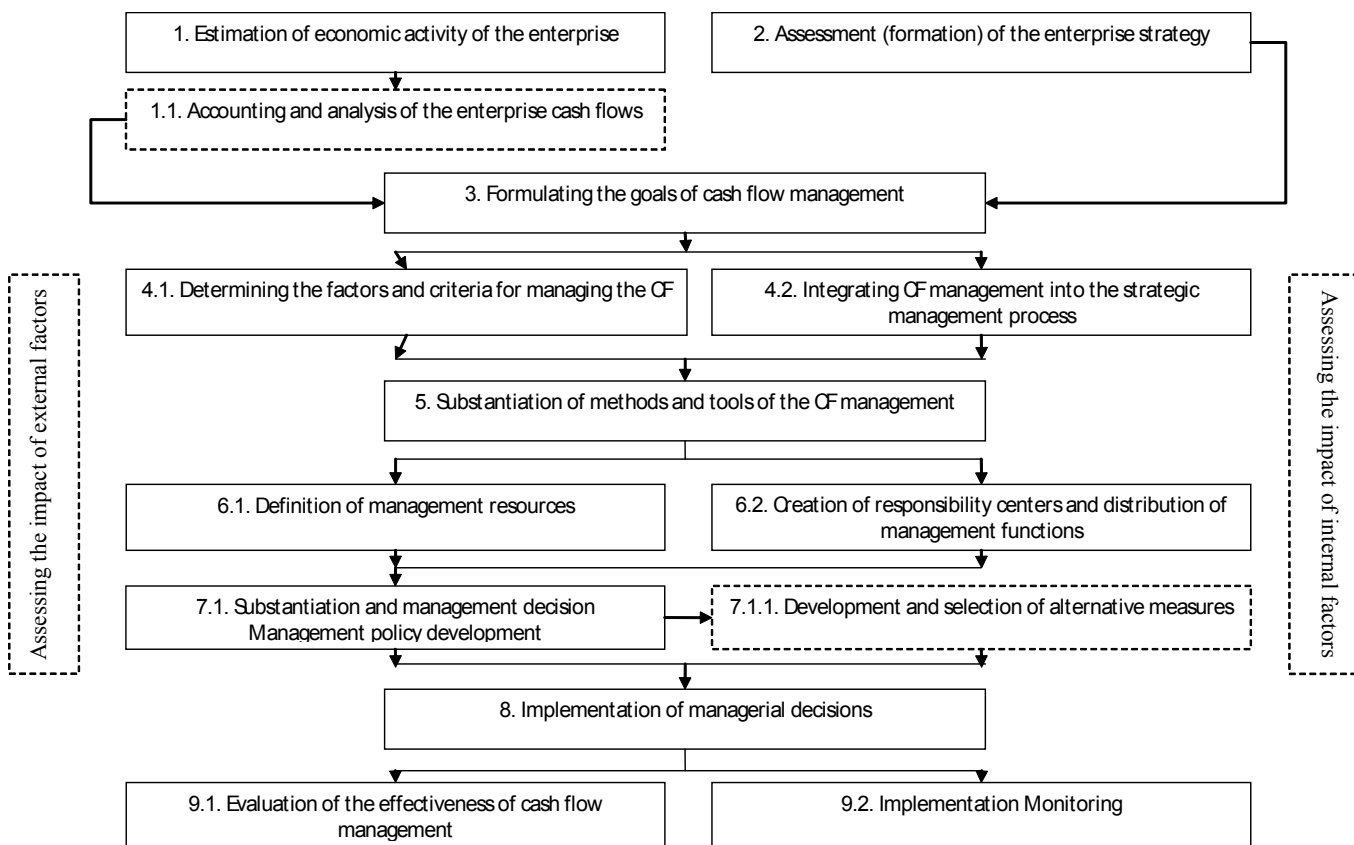 1. Estimation of economic activity of the enterprise
2. Assessment (formation) of the enterprise strategy
1.1. Accounting and analysis of the enterprise cash flows
3. Formulating the goals of cash flow management
Assessing the impact of external factors
4.1. Determining the factors and criteria for managing the CF
4.2. Integrating CF management into the strategic
management process
Assessing the impact of internal factors
5. Substantiation of methods and tools of the CF management
6.1. Definition of management resources
6.2. Creation of responsibility centers and distribution of
management functions
7.1. Substantiation and management decision
Management policy development
7.1.1. Development and selection of alternative measures
8. Implementation of managerial decisions
9.1. Evaluation of the effectiveness of cash flow
management
9.2. Implementation Monitoring